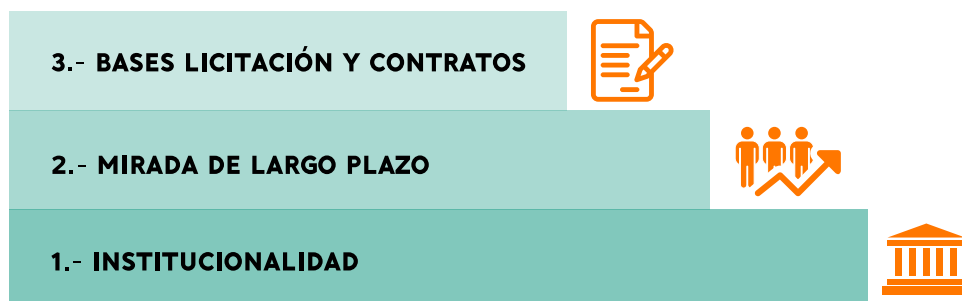 3.- BASES LICITACIÓN Y CONTRATOS
2.- MIRADA DE LARGO PLAZO
1.- INSTITUCIONALIDAD